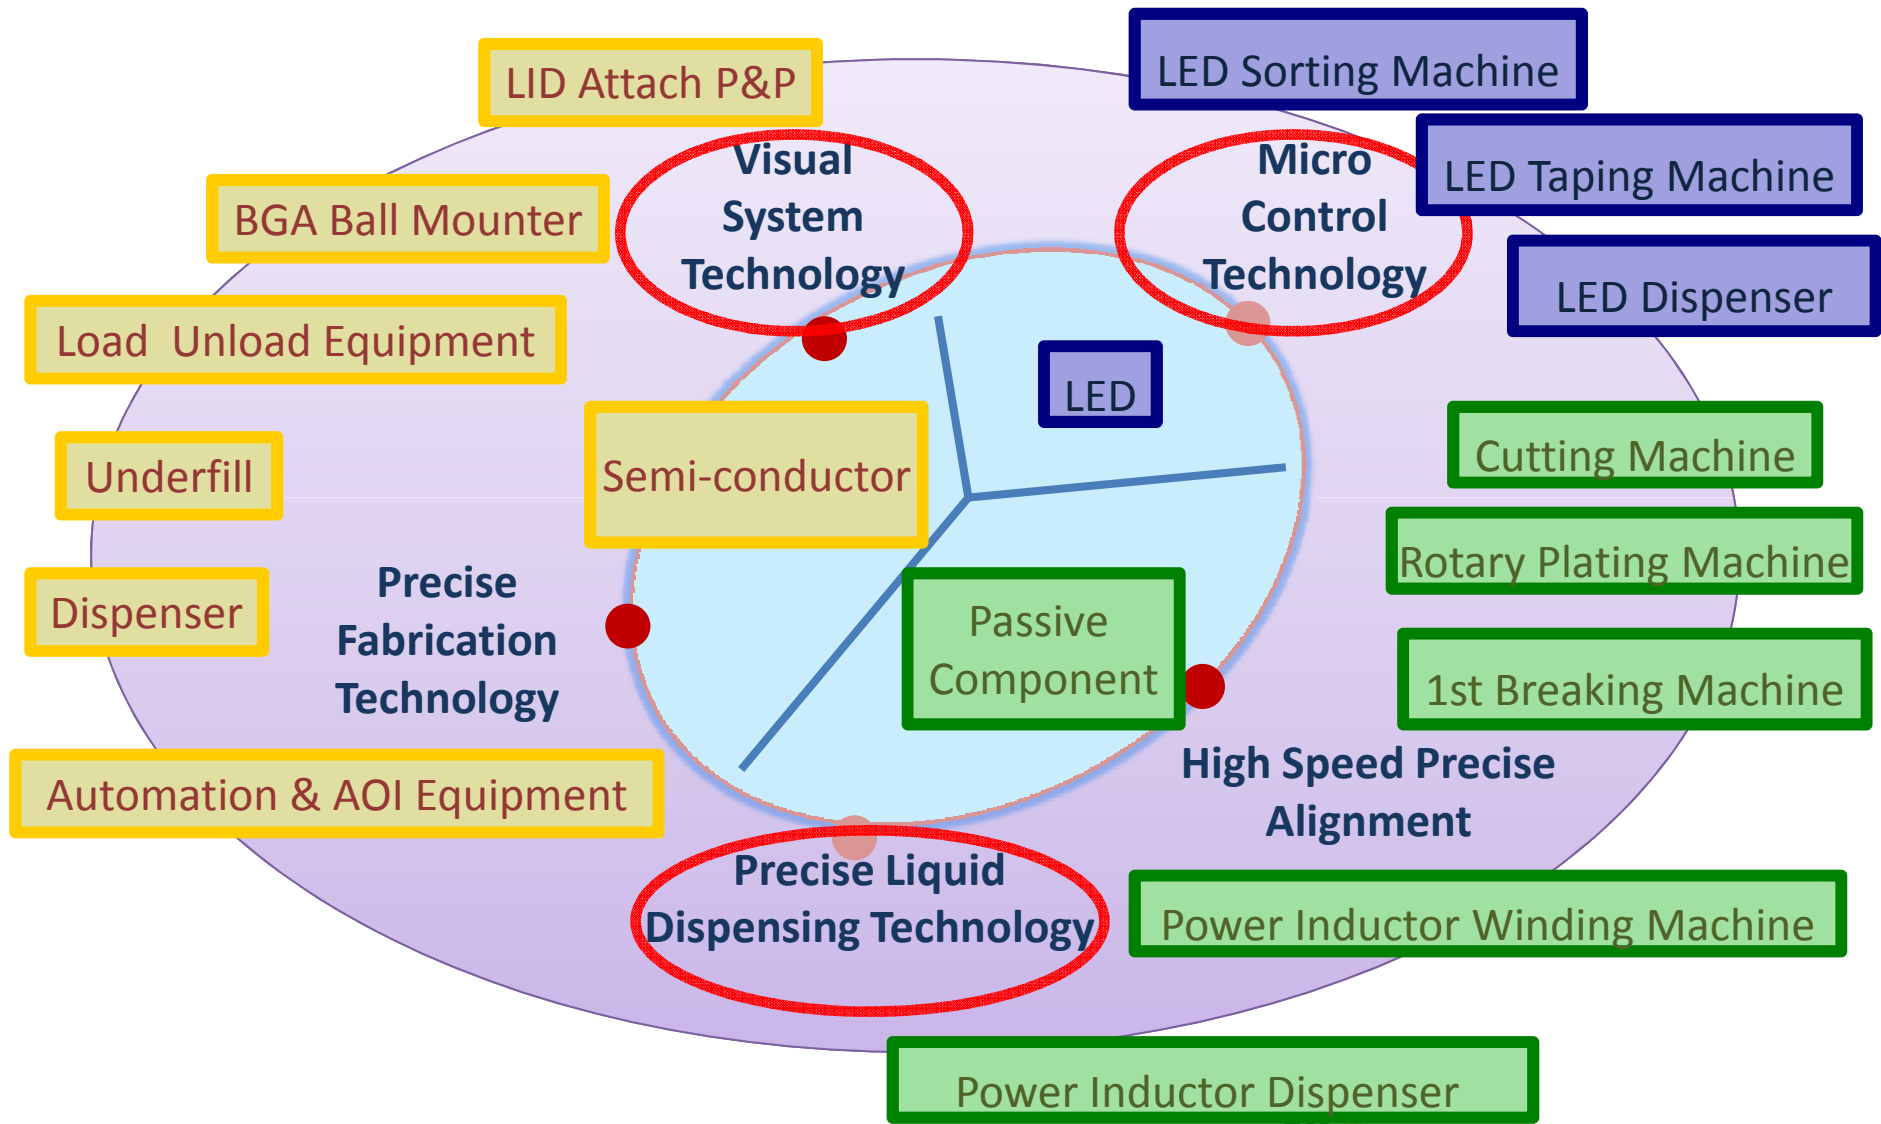 LID Attach P&P
LED Sorting Machine
Visual
System
Technology
Micro
Control
Technology
LED Taping Machine
BGA Ball Mounter
LED Dispenser
Load  Unload Equipment
LED
Cutting Machine
Underfill
Semi-conductor
Rotary Plating Machine
Dispenser
Precise
Fabrication
Technology
Passive
Component
1st Breaking Machine
High Speed Precise
Alignment
Automation & AOI Equipment
Precise Liquid
Dispensing Technology
Power Inductor Winding Machine
Power Inductor Dispenser